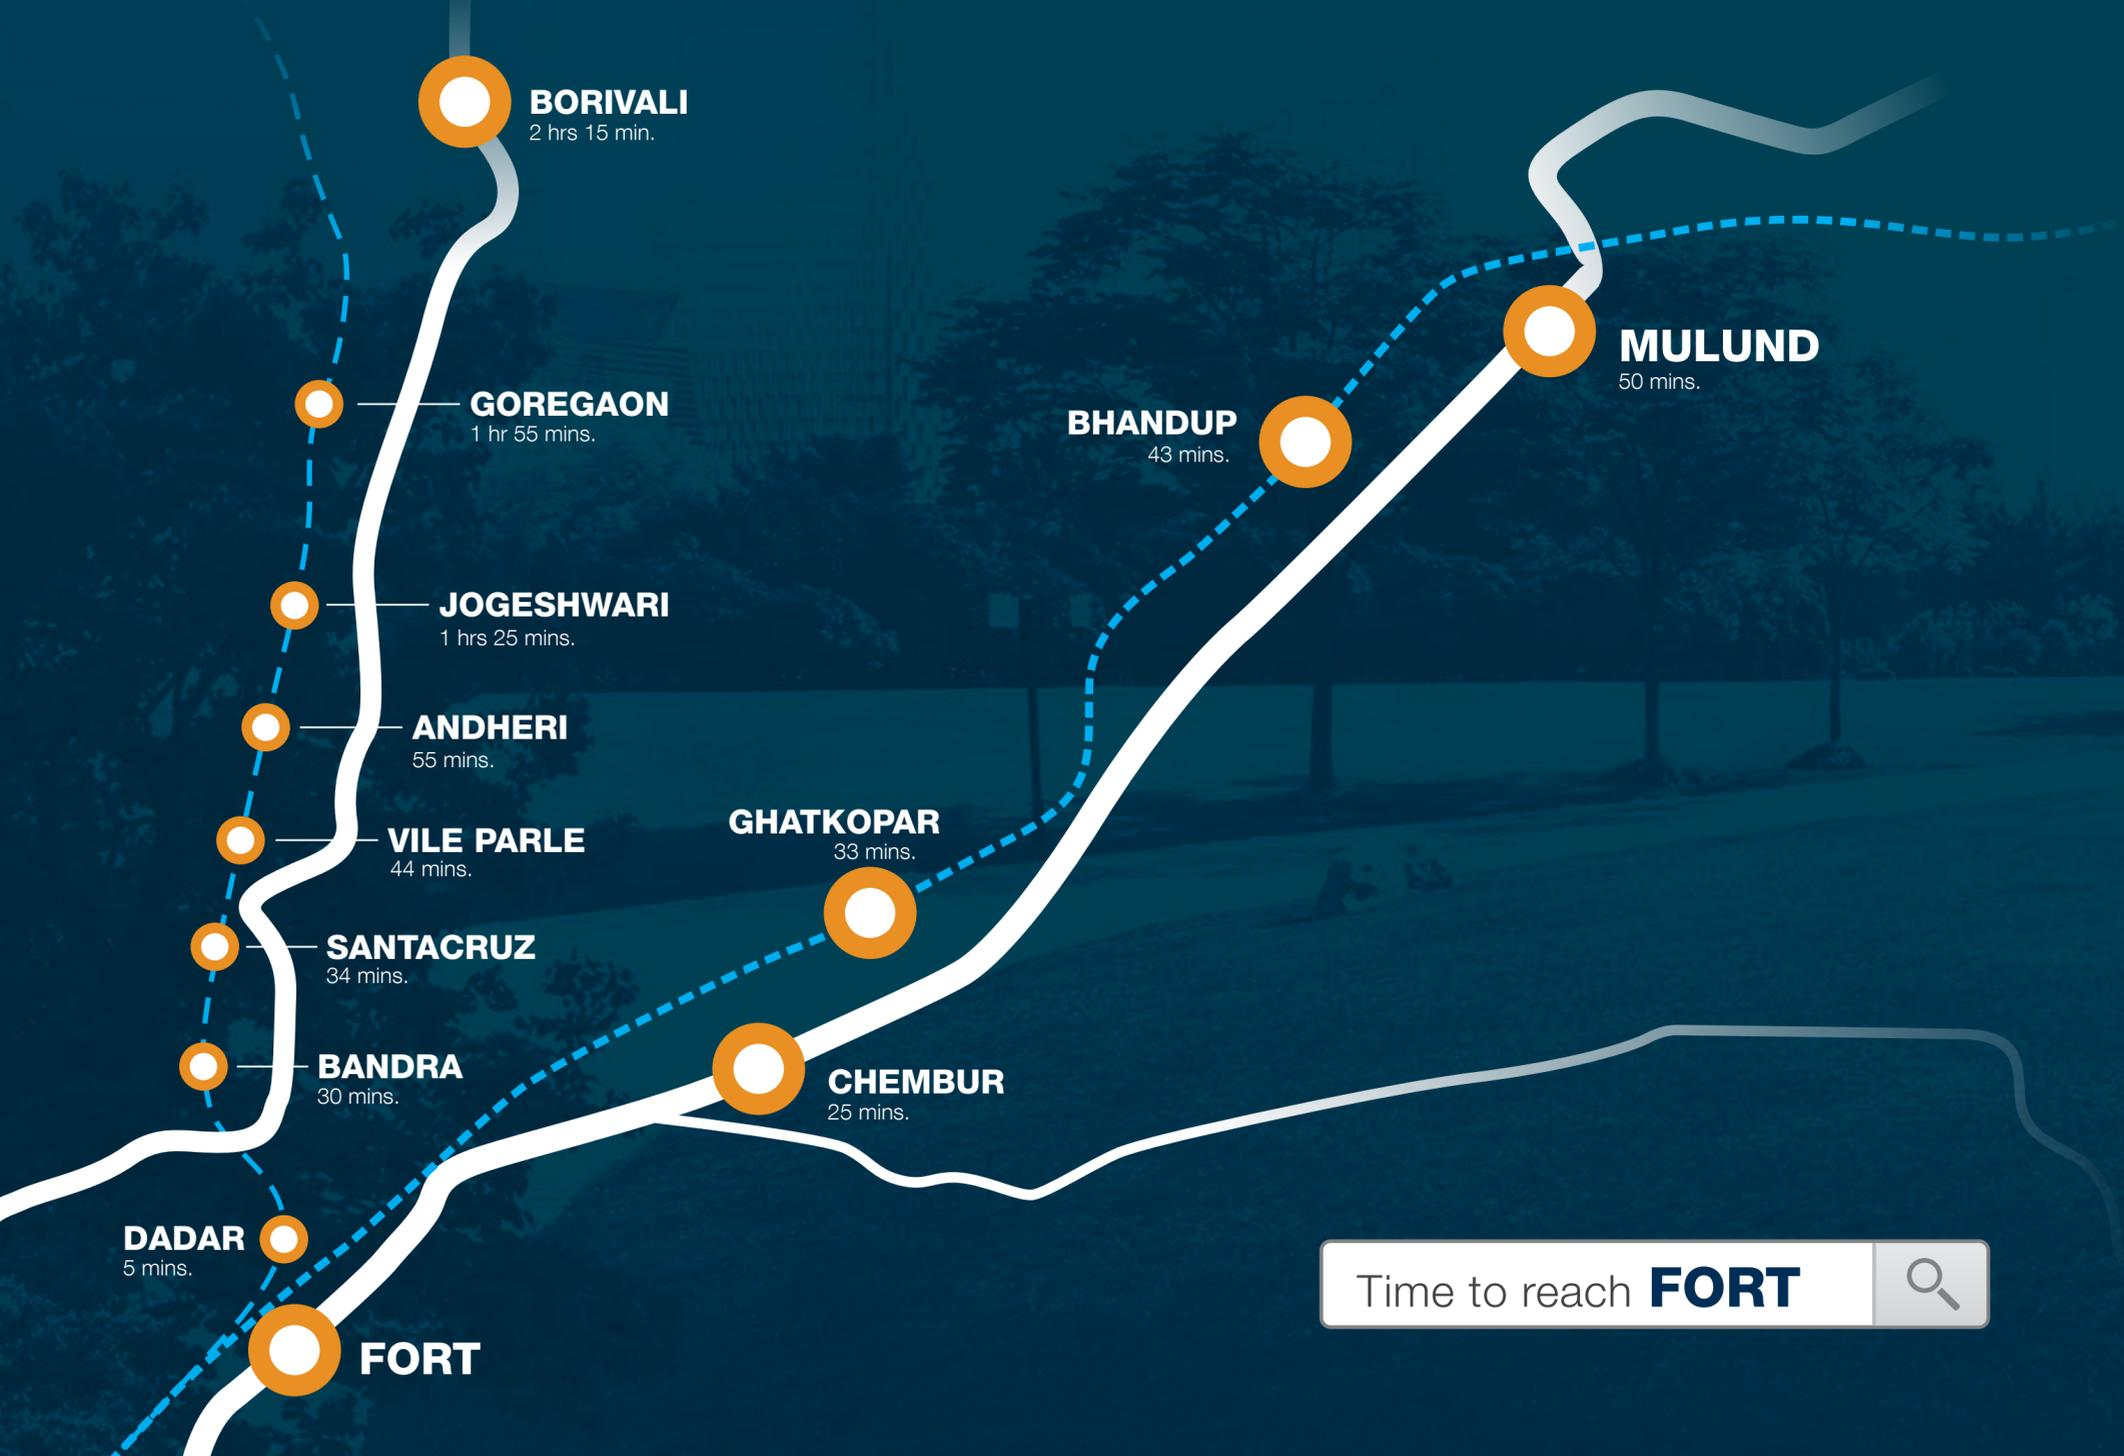 BORIVALI
2 hrs 15 min.
MULUND
50 mins.
GOREGAON
1 hr 55 mins.
BHANDUP
43 mins.
JOGESHWARI
1 hrs 25 mins.
ANDHERI
55 mins.
GHATKOPAR
33 mins.
VILE PARLE
44 mins.
SANTACRUZ
34 mins.
BANDRA
30 mins.
CHEMBUR
25 mins.
DADAR
5 mins.
Time to reach FORT
FORT